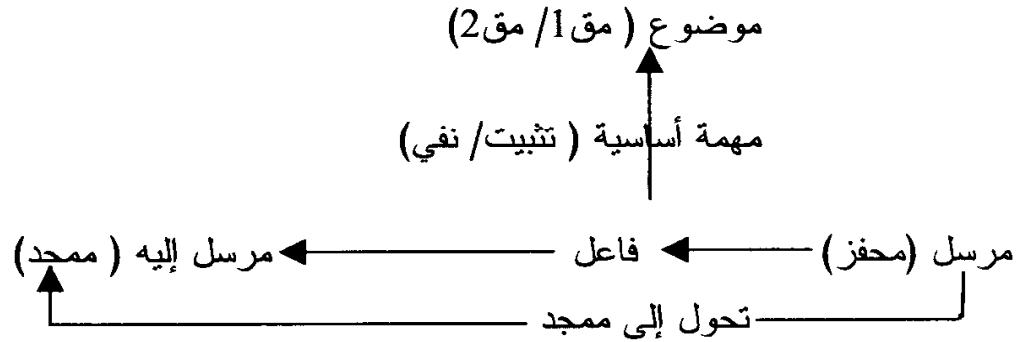 موضوع ( مق1/ مق2)
مهمة أساسية ( تثبيت/ نفي)
مرسل (محفز) فاعل مرسل إليه ( ممجد)
تحول إلى ممجد